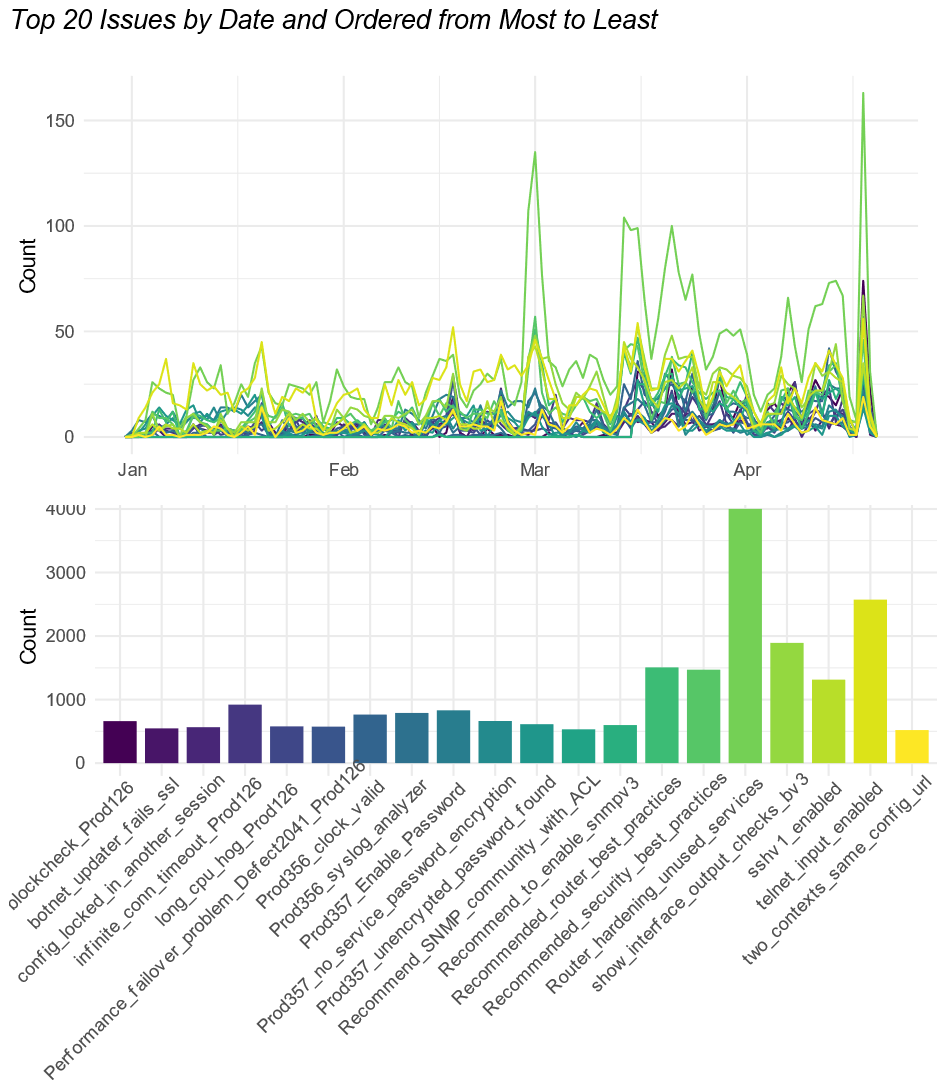 Top 20 Issues by Date and Ordered from Most to Least
Count
150
100
50
0
Jan Feb Mar Apr
Count
4000
3000
2000
1000
0
blockcheck_Prod126
botnet_updater_fails_ssl
config_locked_in_another_session
infinite_conn_timeout_Prod126
long_cpu_hog_Prod126
Performance_failover_problem_Defect2041_Prod126
Prod356_clock_valid
Prod356_syslog_analyzer
Prod357_Enable_Password
Prod357_no_service_password_encryption
Prod357_unencrypted_password_found
Recommend_SNMP_community_with_ACL
Recommend_to_enable_snmpv3
Recommended_router_best_practices
Recommended_security_best_practices
Router_hardening_unused_services
show_interface_output_checks_bv3
sshv1_enabled
telnet_input_enabled
two_contexts_same_config_url